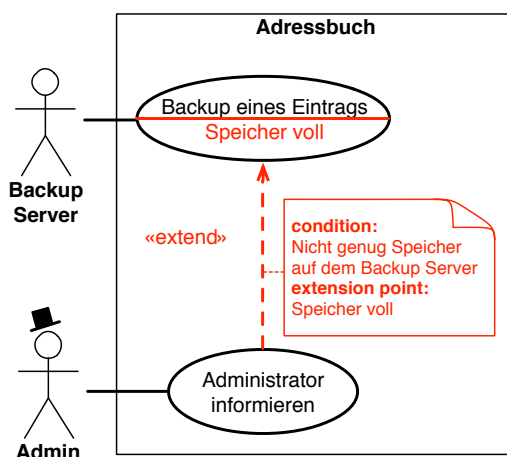 Adressbuch
Backup eines Eintrags
Speicher voll
Backup
Server
«extend»
condition:
Nicht genug Speicher
auf dem Backup Server
extension point:
Speicher voll
Administrator
informieren
Admin